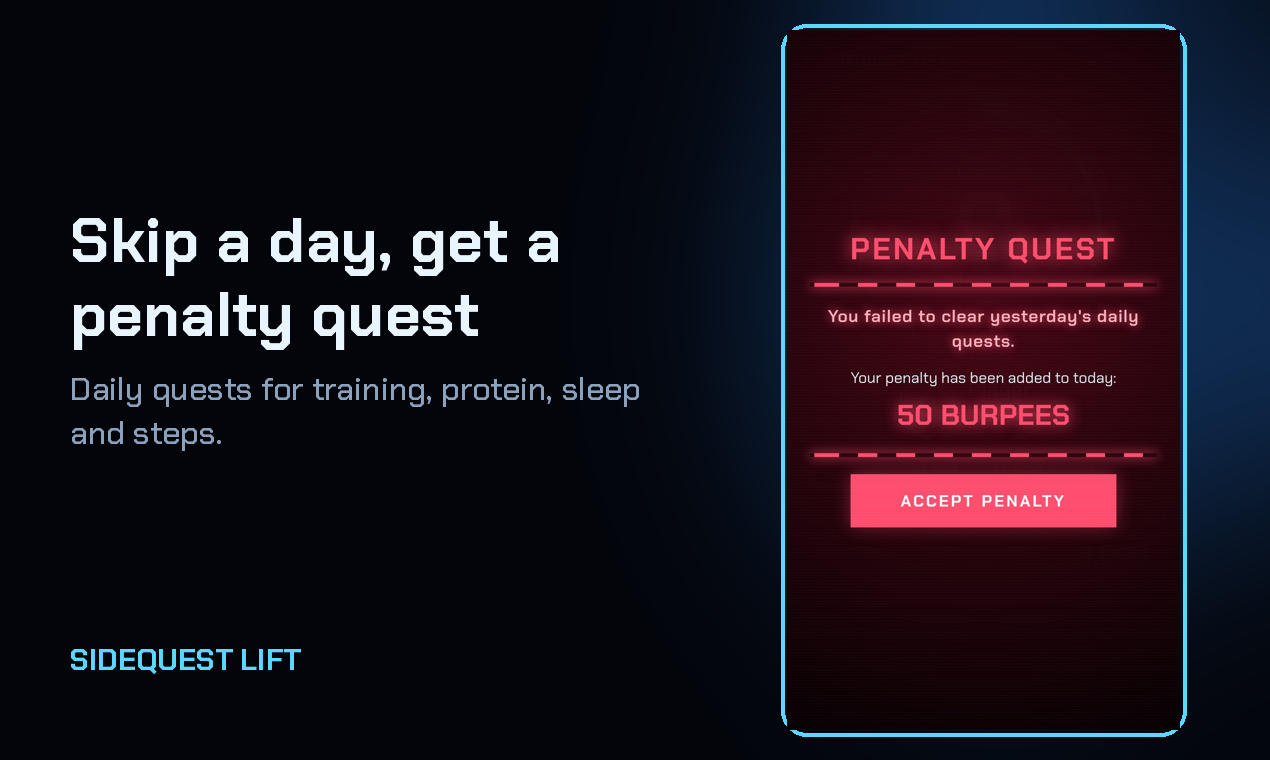 Skip a day, get a
penalty quest
Daily quests for training, protein, sleep
and steps.
SIDEQUEST LIFT
PENALTY QUEST
You failed to clear yesterday's daily
quests.
Your penalty has been added to today:
50 BURPEES
ACCEPT PENALTY